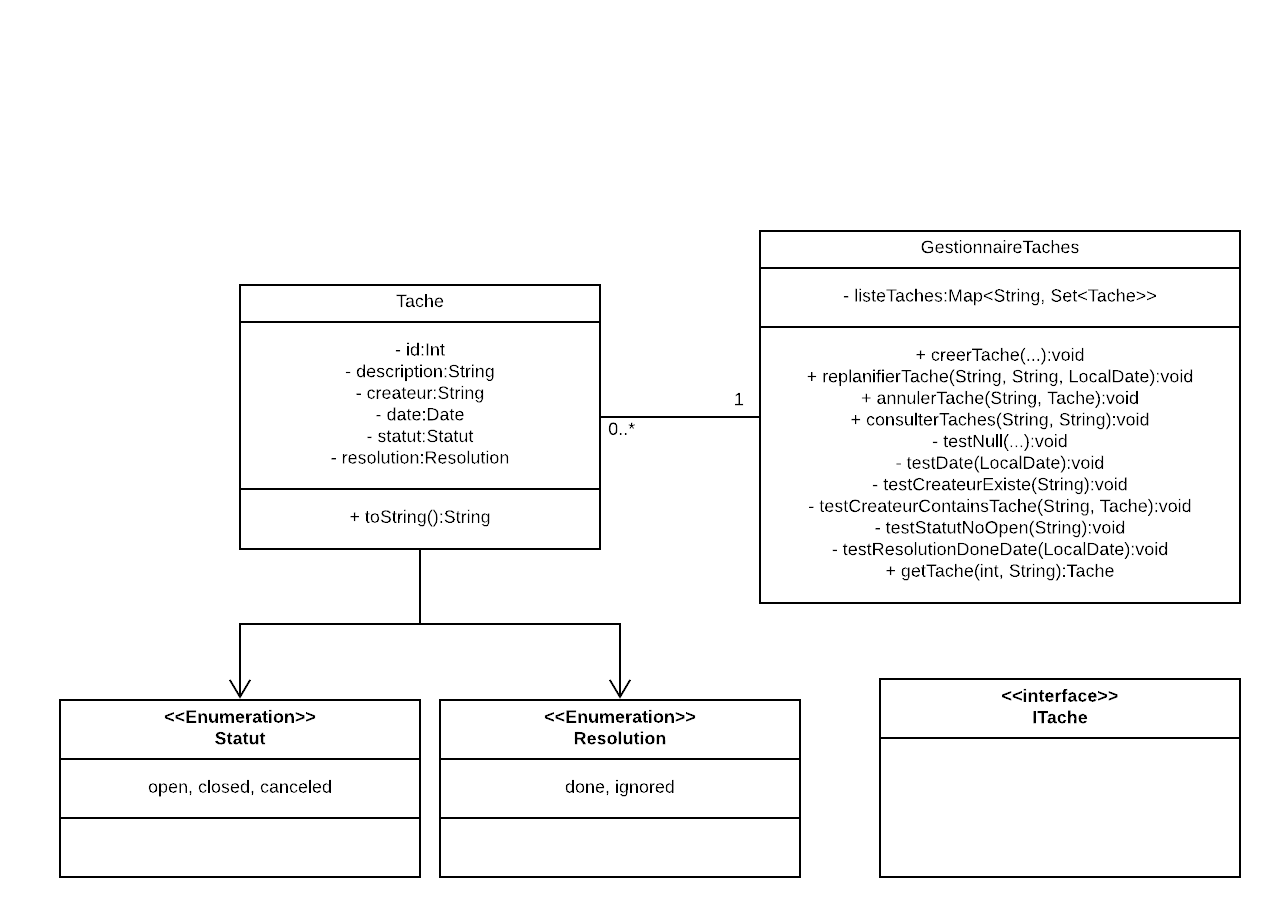 GestionnaireTaches
- listeTaches:Map<String, Set<Tache>>
+ creerTache(...):void
+ replanifierTache(String, String, LocalDate):void
+ annulerTache(String, Tache):void
+ consulterTaches(String, String):void
- testNull(...):void
- testDate(LocalDate):void
- testCreateurExiste(String):void
- testCreateurContainsTache(String, Tache):void
- testStatutNoOpen(String):void
- testResolutionDoneDate(LocalDate):void
+ getTache(int, String):Tache
Tache
- id:Int
- description:String
- createur:String
- date:Date
- statut:Statut
- resolution:Resolution
+ toString():String
1
0..*
<<Enumeration>>
Statut
open, closed, canceled
<<Enumeration>>
Resolution
done, ignored
<<interface>>
ITache